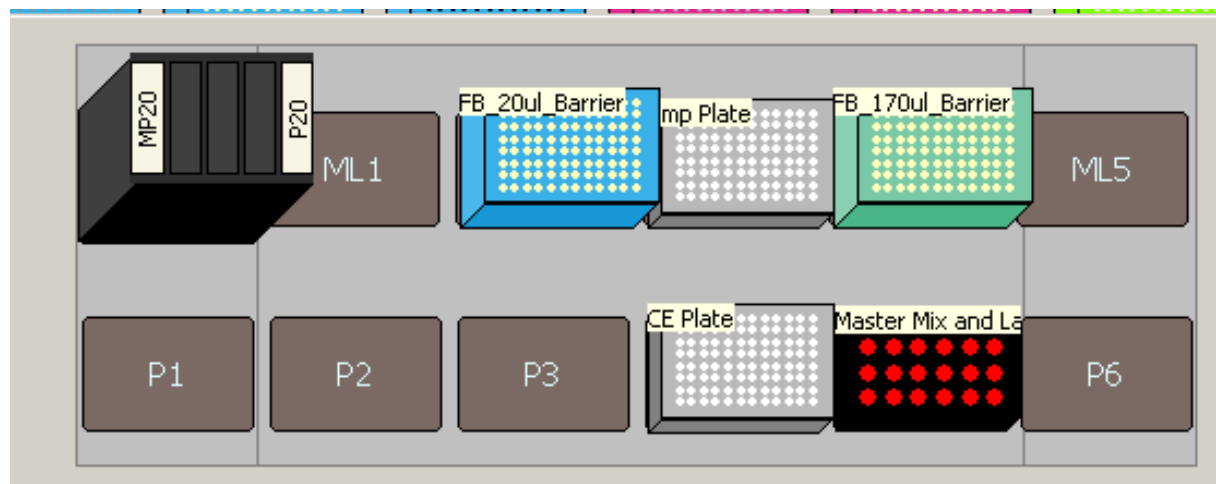 MP20
P20
ML1
FB_20ul_Barrier
mp Plate
FB_170ul_Barrier
ML5
P1
P2
P3
CE Plate
Master Mix and La
P6